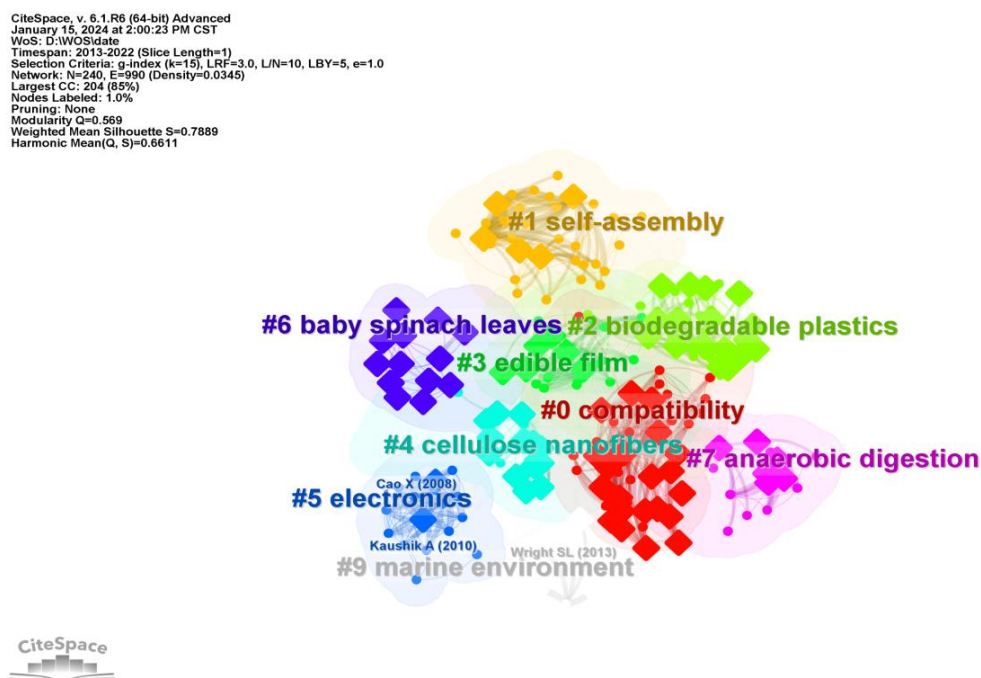 CiteSpace, v. 6.1.R6 (64-bit) Advanced
January 15, 2024 at 2:00:23 PM CST
WoS: D:\WOS\date
Timespan: 2013-2022 (Slice Length=1)
Selection Criteria: g-index (k=15), LRF=3.0, L/N=10, LBY=5, e=1.0
Network: N=240, E=990 (Density=0.0345)
Largest CC: 204 (85%)
Nodes Labeled: 1.0%
Pruning: None
Modularity Q=0.569
Weighted Mean Silhouette S=0.7889
Harmonic Mean(Q, S)=0.6611
#1 self-assembly
#6 baby spinach leaves
#2 biodegradable plastics
#3 edible film
#0 compatibility
#4 cellulose nanofibers
#7 anaerobic digestion
Cao X (2008)
#5 electronics
Kaushik A (2010)
Wright SL (2013)
#9 marine environment
CiteSpace